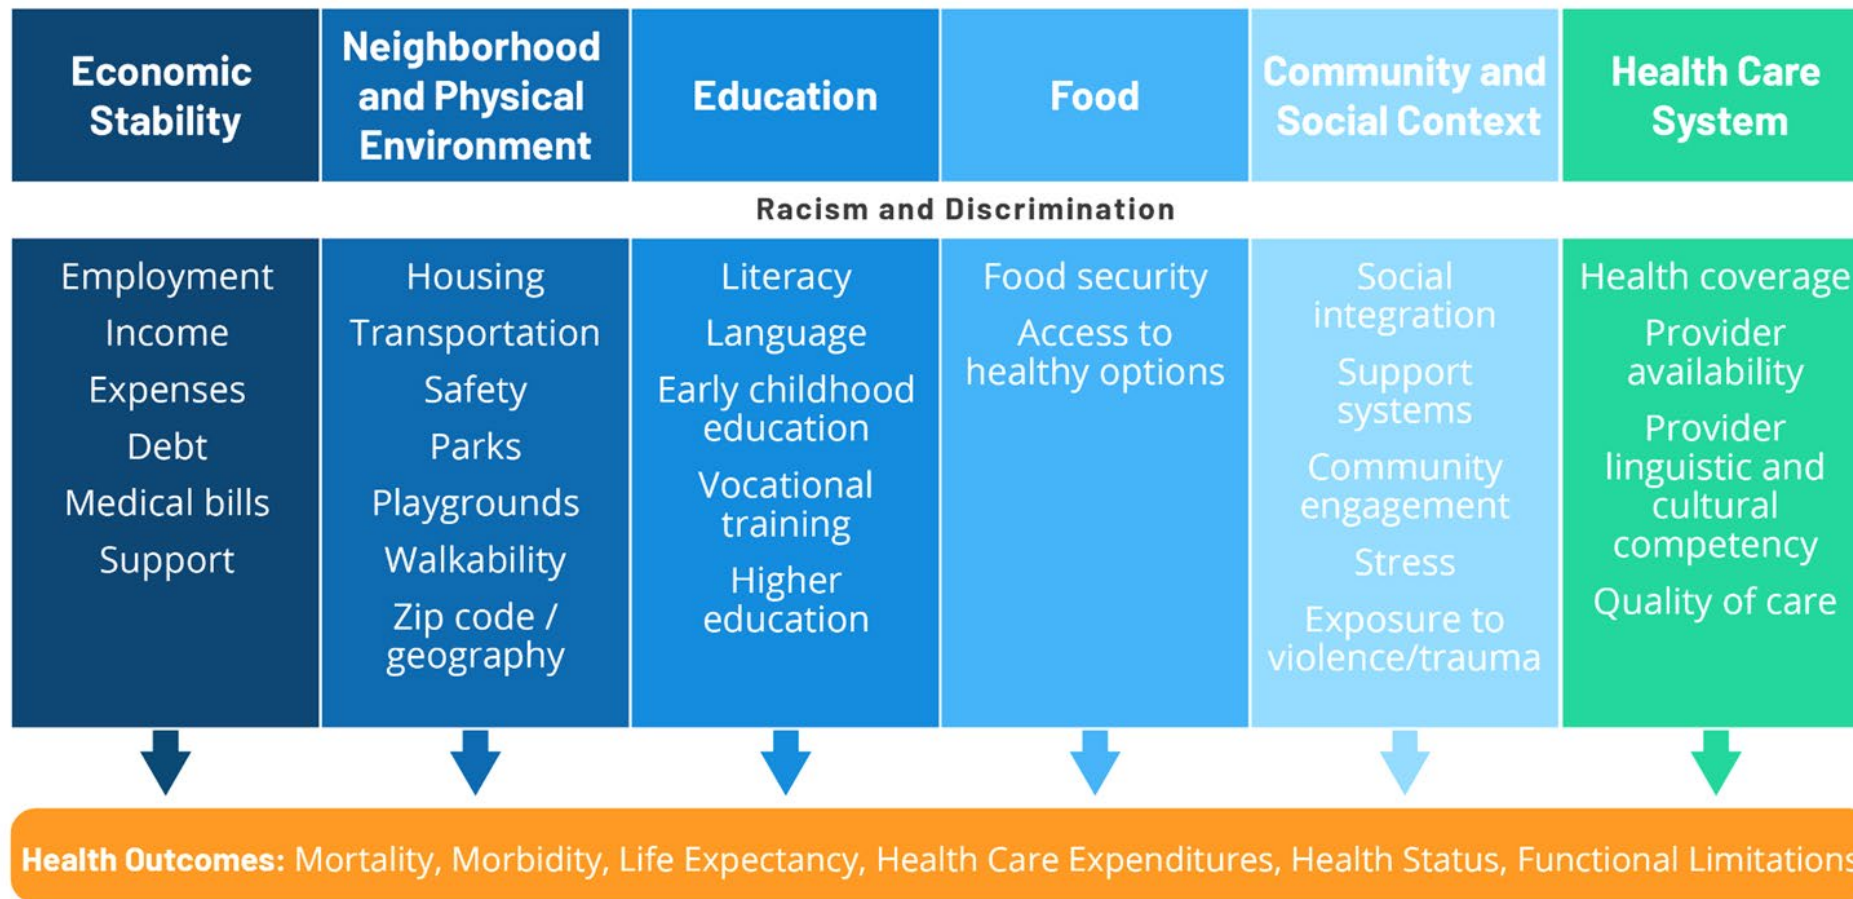 Economic
Stability
Neighborhood
and Physical
Environment
Education
Food
Community and
Social Context
Health Care
System
Racism and Discrimination
Employment
Income
Expenses
Debt
Medical bills
Support
Housing
Transportation
Safety
Parks
Playgrounds
Walkability
Zip code /
geography
Literacy
Language
Early childhood
education
Vocational
training
Higher
education
Food security
Access to
healthy options
Social
integration
Support
systems
Community
engagement
Stress
Exposure to
violence/trauma
Health coverage
Provider
availability
Provider
linguistic and
cultural
competency
Quality of care
Health Outcomes: Mortality, Morbidity, Life Expectancy, Health Care Expenditures, Health Status, Functional Limitations